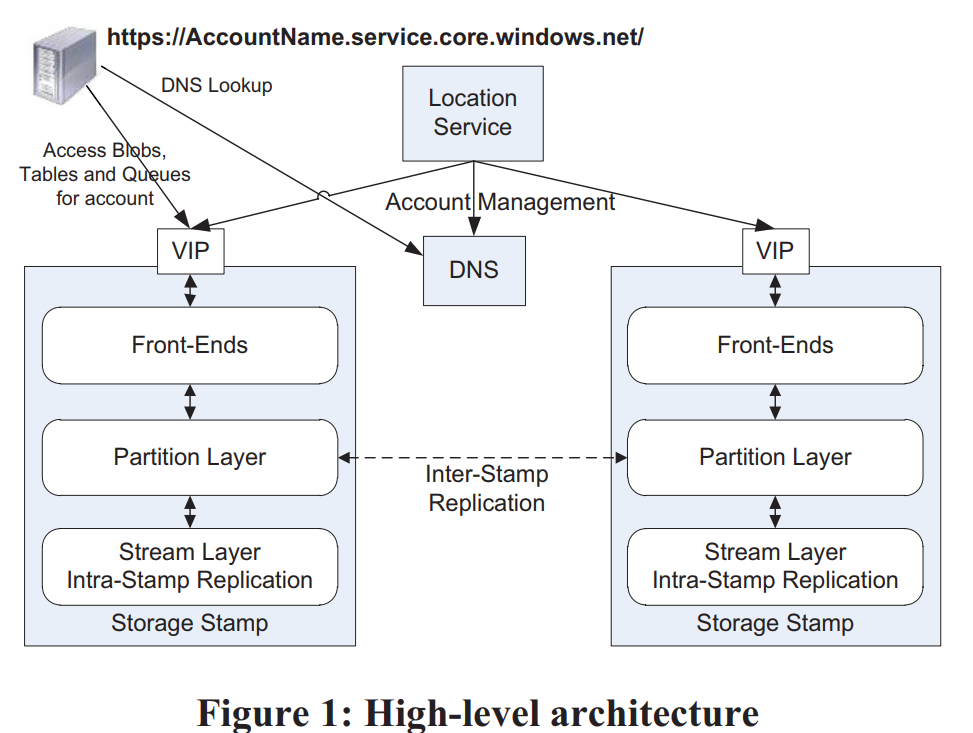 https://AccountName.service.core.windows.net/
DNS Lookup
Location
Service
Access Blobs,
Tables and Queues
for account
Account Management
VIP
DNS
VIP
Front-Ends
Front-Ends
Partition Layer
Partition Layer
Inter-Stamp
Replication
Stream Layer
Intra-Stamp Replication
Stream Layer
Intra-Stamp Replication
Storage Stamp
Storage Stamp
Figure 1: High-level architecture